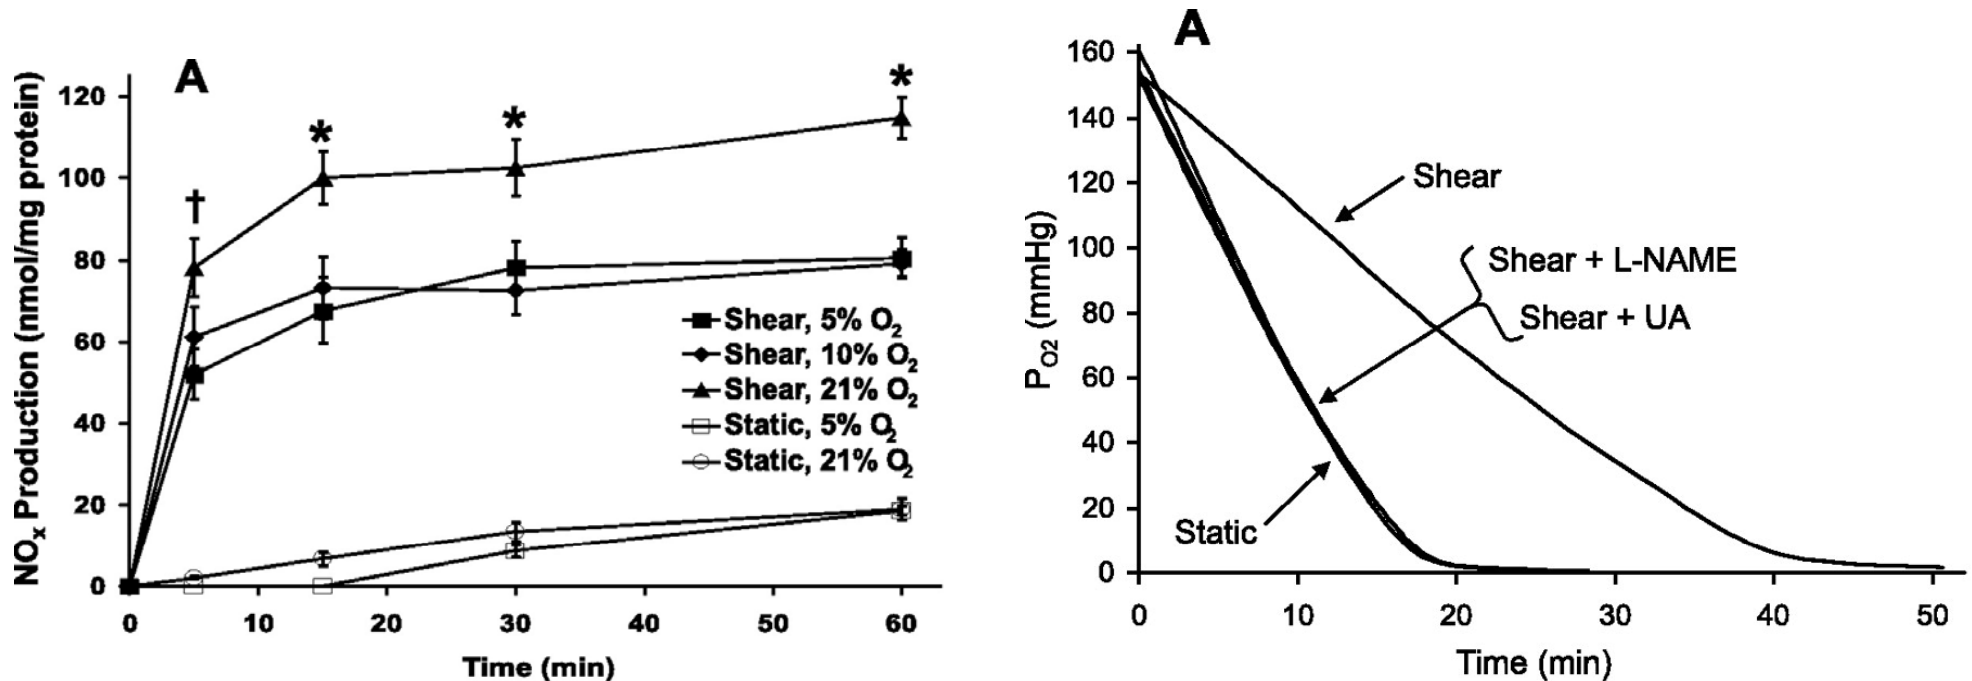 A
NOx Production (nmol/mg protein)
120
100
80
60
40
20
0
†
*
*
*
Shear, 5% O2
Shear, 10% O2
Shear, 21% O2
Static, 5% O2
Static, 21% O2
0 10 20 30 40 50 60
Time (min)
A
PO2 (mmHg)
160
140
120
100
80
60
40
20
0
Shear
Shear + L-NAME
Shear + UA
Static
0 10 20 30 40 50
Time (min)